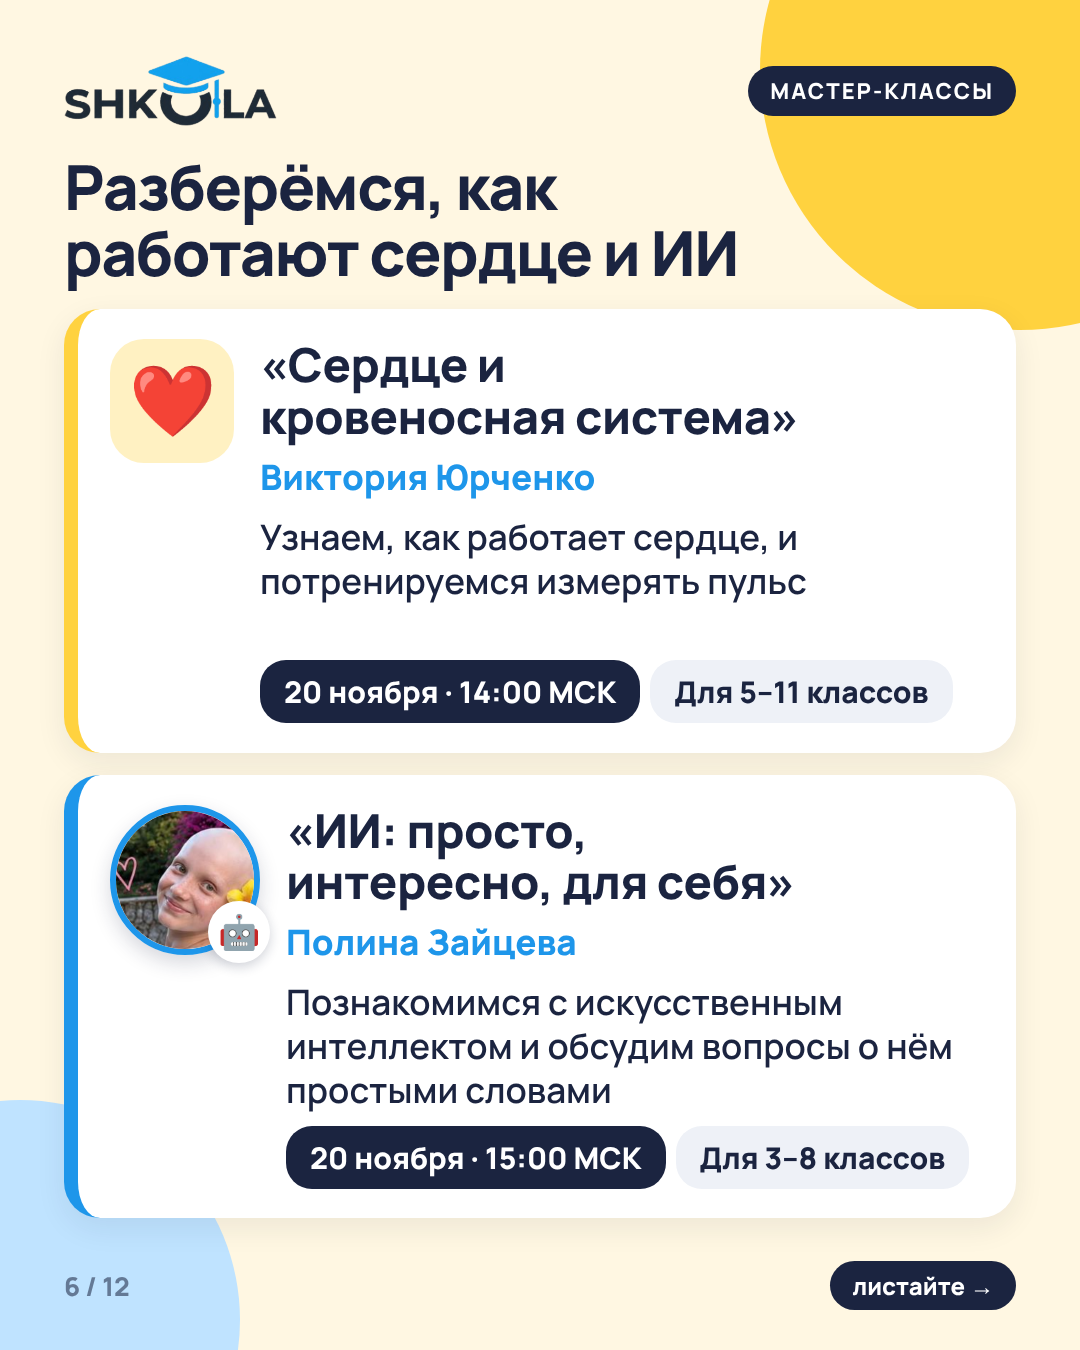 SHKOLA
МАСТЕР-КЛАССЫ
Разберёмся, как
работают сердце и ИИ
«Сердце и
кровеносная система»
Виктория Юрченко
Узнаем, как работает сердце, и
потренируемся измерять пульс
20 ноября · 14:00 МСК
Для 5–11 классов
«ИИ: просто,
интересно, для себя»
Полина Зайцева
Познакомимся с искусственным
интеллектом и обсудим вопросы о нём
простыми словами
20 ноября · 15:00 МСК
Для 3–8 классов
6 / 12
листайте →